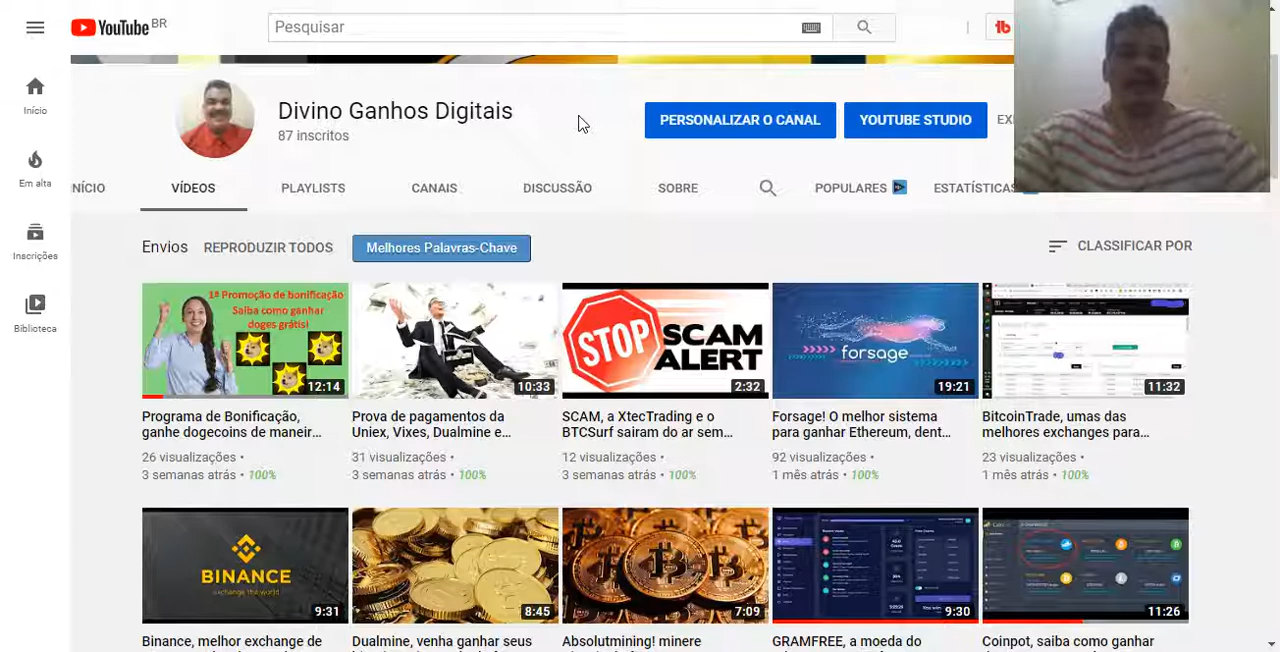 YouTube BR
Pesquisar
tb
Início
Em alta
Inscrições
Biblioteca
Divino Ganhos Digitais
87 inscritos
PERSONALIZAR O CANAL
YOUTUBE STUDIO
EX
NÍCIO
VÍDEOS
PLAYLISTS
CANAIS
DISCUSSÃO
SOBRE
POPULARES
ESTATÍSTICAS
Envios
REPRODUZIR TODOS
Melhores Palavras-Chave
CLASSIFICAR POR
1ª Promoção de bonificação
Saiba como ganhar
doges grátis!
12:14
Programa de Bonificação,
ganhe dogecoins de maneir...
26 visualizações •
3 semanas atrás • 100%
10:33
Prova de pagamentos da
Uniex, Vixes, Dualmine e...
31 visualizações •
3 semanas atrás • 100%
STOP
SCAM
ALERT
2:32
SCAM, a XtecTrading e o
BTCSurf sairam do ar sem...
12 visualizações •
3 semanas atrás • 100%
forsage
19:21
Forsage! O melhor sistema
para ganhar Ethereum, dent...
92 visualizações •
1 mês atrás • 100%
11:32
BitcoinTrade, umas das
melhores exchanges para...
23 visualizações •
1 mês atrás • 100%
BINANCE
exchange the world
9:31
Binance, melhor exchange de
8:45
Dualmine, venha ganhar seus
7:09
Absolutmining! minere
9:30
GRAMFREE, a moeda do
11:26
Coinpot, saiba como ganhar